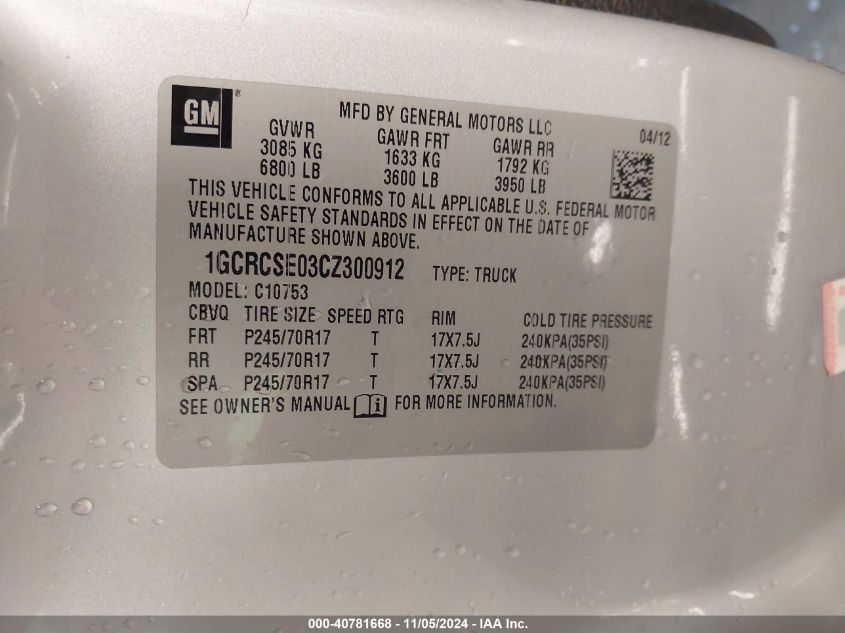 GM ®
MFD BY GENERAL MOTORS LLC
04/12
GVWR GAWR FRT GAWR RR
3085 KG 1633 KG 1792 KG
6800 LB 3600 LB 3950 LB
THIS VEHICLE CONFORMS TO ALL APPLICABLE U.S. FEDERAL MOTOR
VEHICLE SAFETY STANDARDS IN EFFECT ON THE DATE OF
MANUFACTURE SHOWN ABOVE.
1GCRCSE03CZ300912 TYPE: TRUCK
MODEL: C10753
CBVQ TIRE SIZE SPEED RTG RIM COLD TIRE PRESSURE
FRT P245/70R17 T 17X7.5J 240KPA(35PSI)
RR P245/70R17 T 17X7.5J 240KPA(35PSI)
SPA P245/70R17 T 17X7.5J 240KPA(35PSI)
SEE OWNER'S MANUAL i FOR MORE INFORMATION.
000-40781668 - 11/05/2024 - IAA Inc.